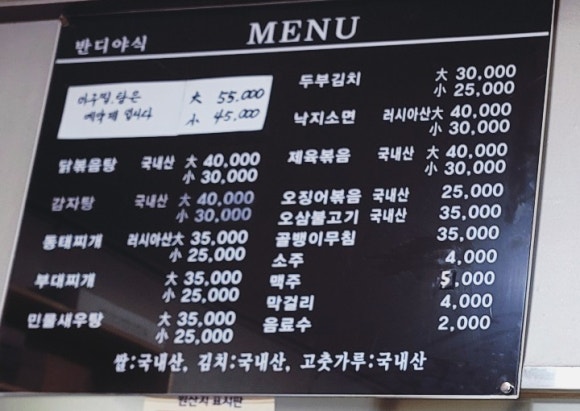 반디야식 MENU
아구찜.탕은 大 55.000
예약제 입니다 小 45.000
닭볶음탕 국내산 大 40,000
小 30,000
감자탕 국내산 大 40,000
小 30,000
동태찌개 러시아산大 35,000
小 25,000
부대찌개 大 35,000
小 25,000
민물새우탕 大 35,000
小 25,000
두부김치 大 30,000
小 25,000
낙지소면 러시아산大 40,000
小 30,000
제육볶음 국내산 大 40,000
小 30,000
오징어볶음 국내산 25,000
오삼불고기 국내산 35,000
골뱅이무침 35,000
소주 4,000
맥주 5,000
막걸리 4,000
음료수 2,000
쌀:국내산, 김치:국내산, 고춧가루:국내산
원산지 표시판